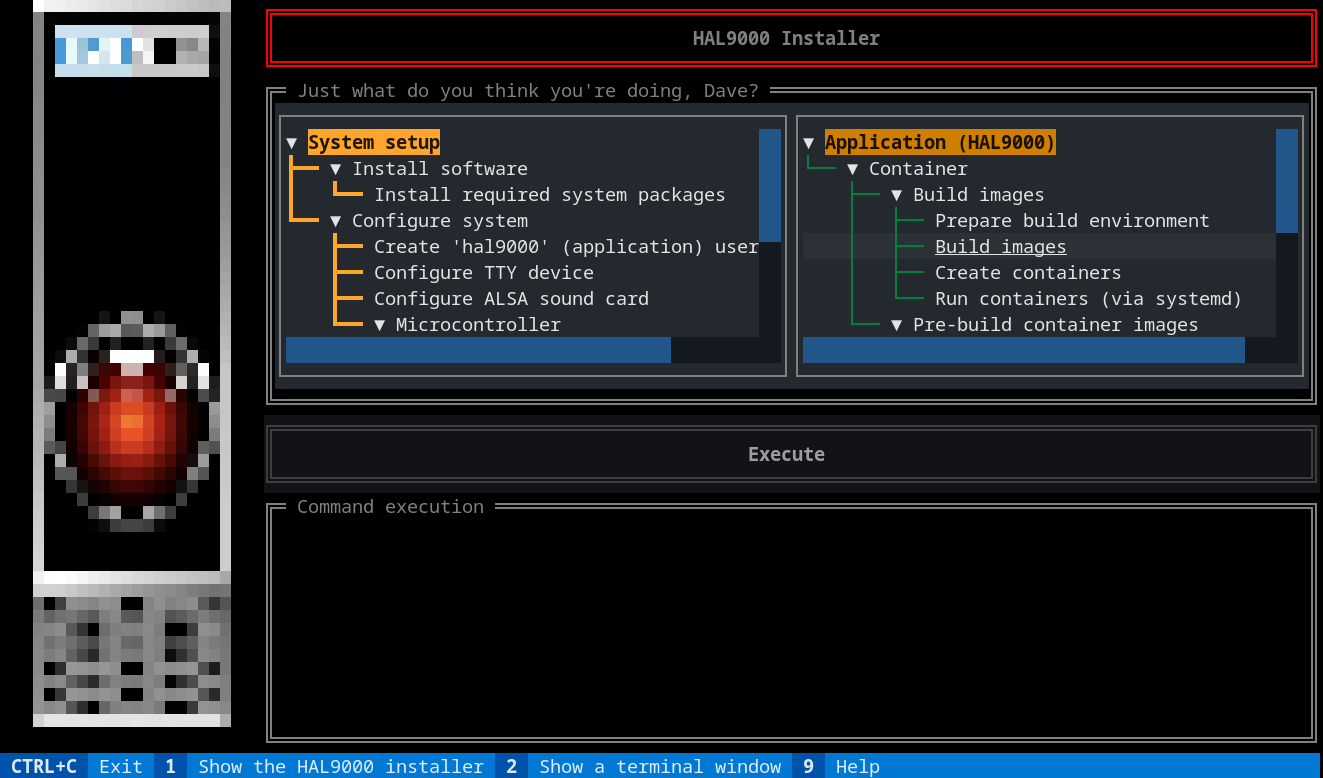 HAL9000 Installer
Just what do you think you're doing, Dave?
▼ System setup
▼ Install software
Install required system packages
▼ Configure system
Create 'hal9000' (application) user
Configure TTY device
Configure ALSA sound card
▼ Microcontroller
▼ Application (HAL9000)
▼ Container
▼ Build images
Prepare build environment
Build images
Create containers
Run containers (via systemd)
▼ Pre-build container images
Execute
Command execution
CTRL+C Exit 1 Show the HAL9000 installer 2 Show a terminal window 9 Help